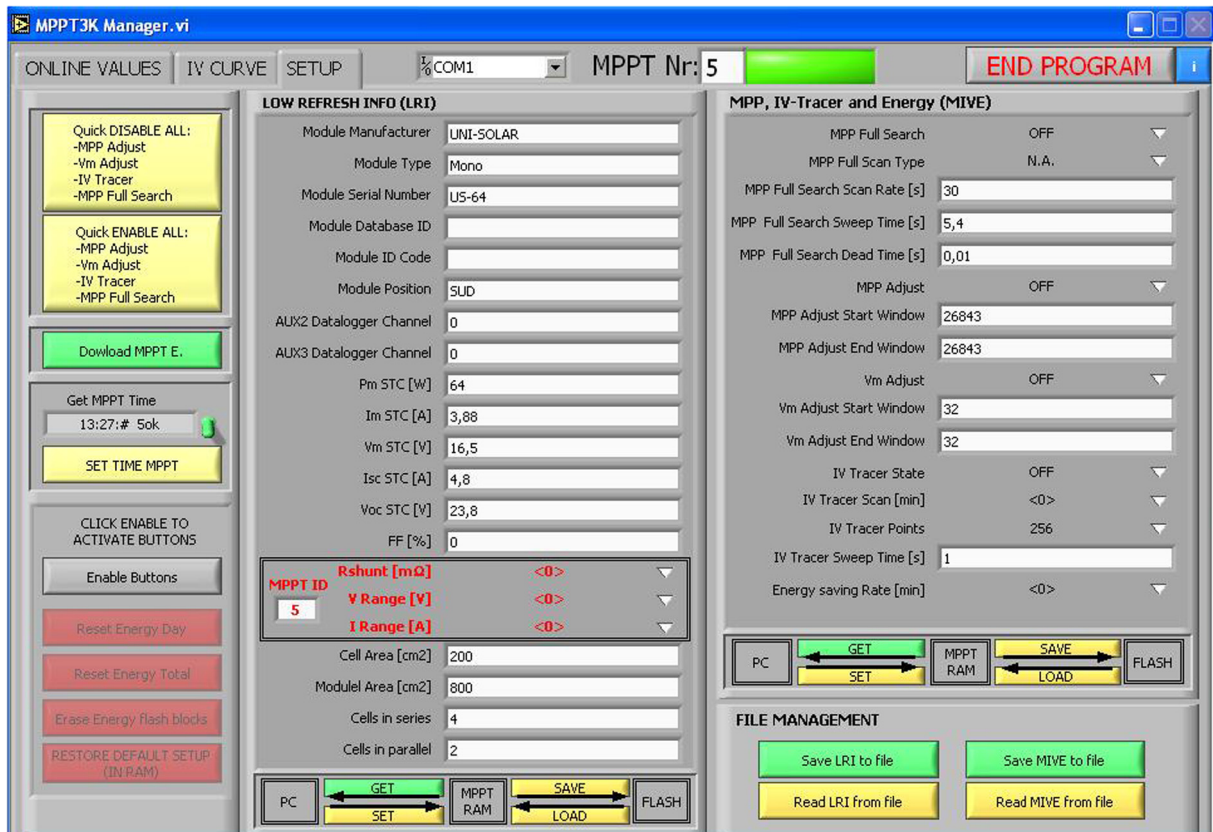 MPPT3K Manager.vi
ONLINE VALUES IV CURVE SETUP COM1 MPPT Nr: 5 END PROGRAM i
Quick DISABLE ALL:
-MPP Adjust
-Vm Adjust
-IV Tracer
-MPP Full Search
Quick ENABLE ALL:
-MPP Adjust
-Vm Adjust
-IV Tracer
-MPP Full Search
Dowload MPPT E.
Get MPPT Time
13:27:# 5ok
SET TIME MPPT
CLICK ENABLE TO
ACTIVATE BUTTONS
Enable Buttons
Reset Energy Day
Reset Energy Total
Erase Energy flash blocks
RESTORE DEFAULT SETUP
(IN RAM)
LOW REFRESH INFO (LRI)
Module Manufacturer UNI-SOLAR
Module Type Mono
Module Serial Number US-64
Module Database ID
Module ID Code
Module Position SUD
AUX2 Datalogger Channel 0
AUX3 Datalogger Channel 0
Pm STC [W] 64
Im STC [A] 3,88
Vm STC [V] 16,5
Isc STC [A] 4,8
Voc STC [V] 23,8
FF [%] 0
MPPT ID
5
Rshunt [mΩ] <0>
V Range [V] <0>
I Range [A] <0>
Cell Area [cm2] 200
Modulel Area [cm2] 800
Cells in series 4
Cells in parallel 2
PC GET MPPT SAVE FLASH
SET RAM LOAD
MPP, IV-Tracer and Energy (MIVE)
MPP Full Search OFF
MPP Full Scan Type N.A.
MPP Full Search Scan Rate [s] 30
MPP Full Search Sweep Time [s] 5,4
MPP Full Search Dead Time [s] 0,01
MPP Adjust OFF
MPP Adjust Start Window 26843
MPP Adjust End Window 26843
Vm Adjust OFF
Vm Adjust Start Window 32
Vm Adjust End Window 32
IV Tracer State OFF
IV Tracer Scan [min] <0>
IV Tracer Points 256
IV Tracer Sweep Time [s] 1
Energy saving Rate [min] <0>
PC GET MPPT SAVE FLASH
SET RAM LOAD
FILE MANAGEMENT
Save LRI to file Save MIVE to file
Read LRI from file Read MIVE from file